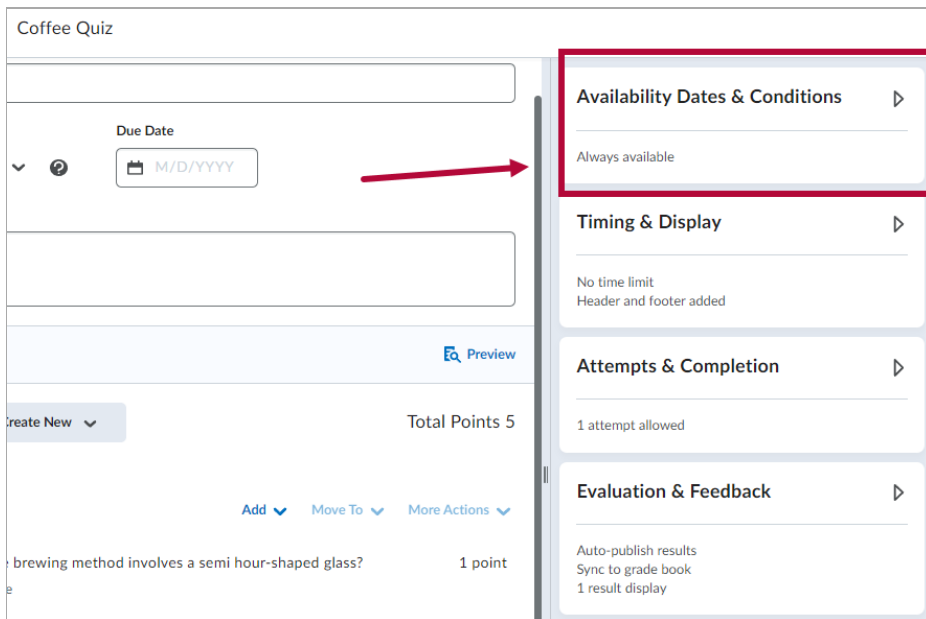 Coffee Quiz
Due Date
M/D/YYYY
Preview
Create New
Total Points 5
Add Move To More Actions
brewing method involves a semi hour-shaped glass? 1 point
e
Availability Dates & Conditions
Always available
Timing & Display
No time limit
Header and footer added
Attempts & Completion
1 attempt allowed
Evaluation & Feedback
Auto-publish results
Sync to grade book
1 result display